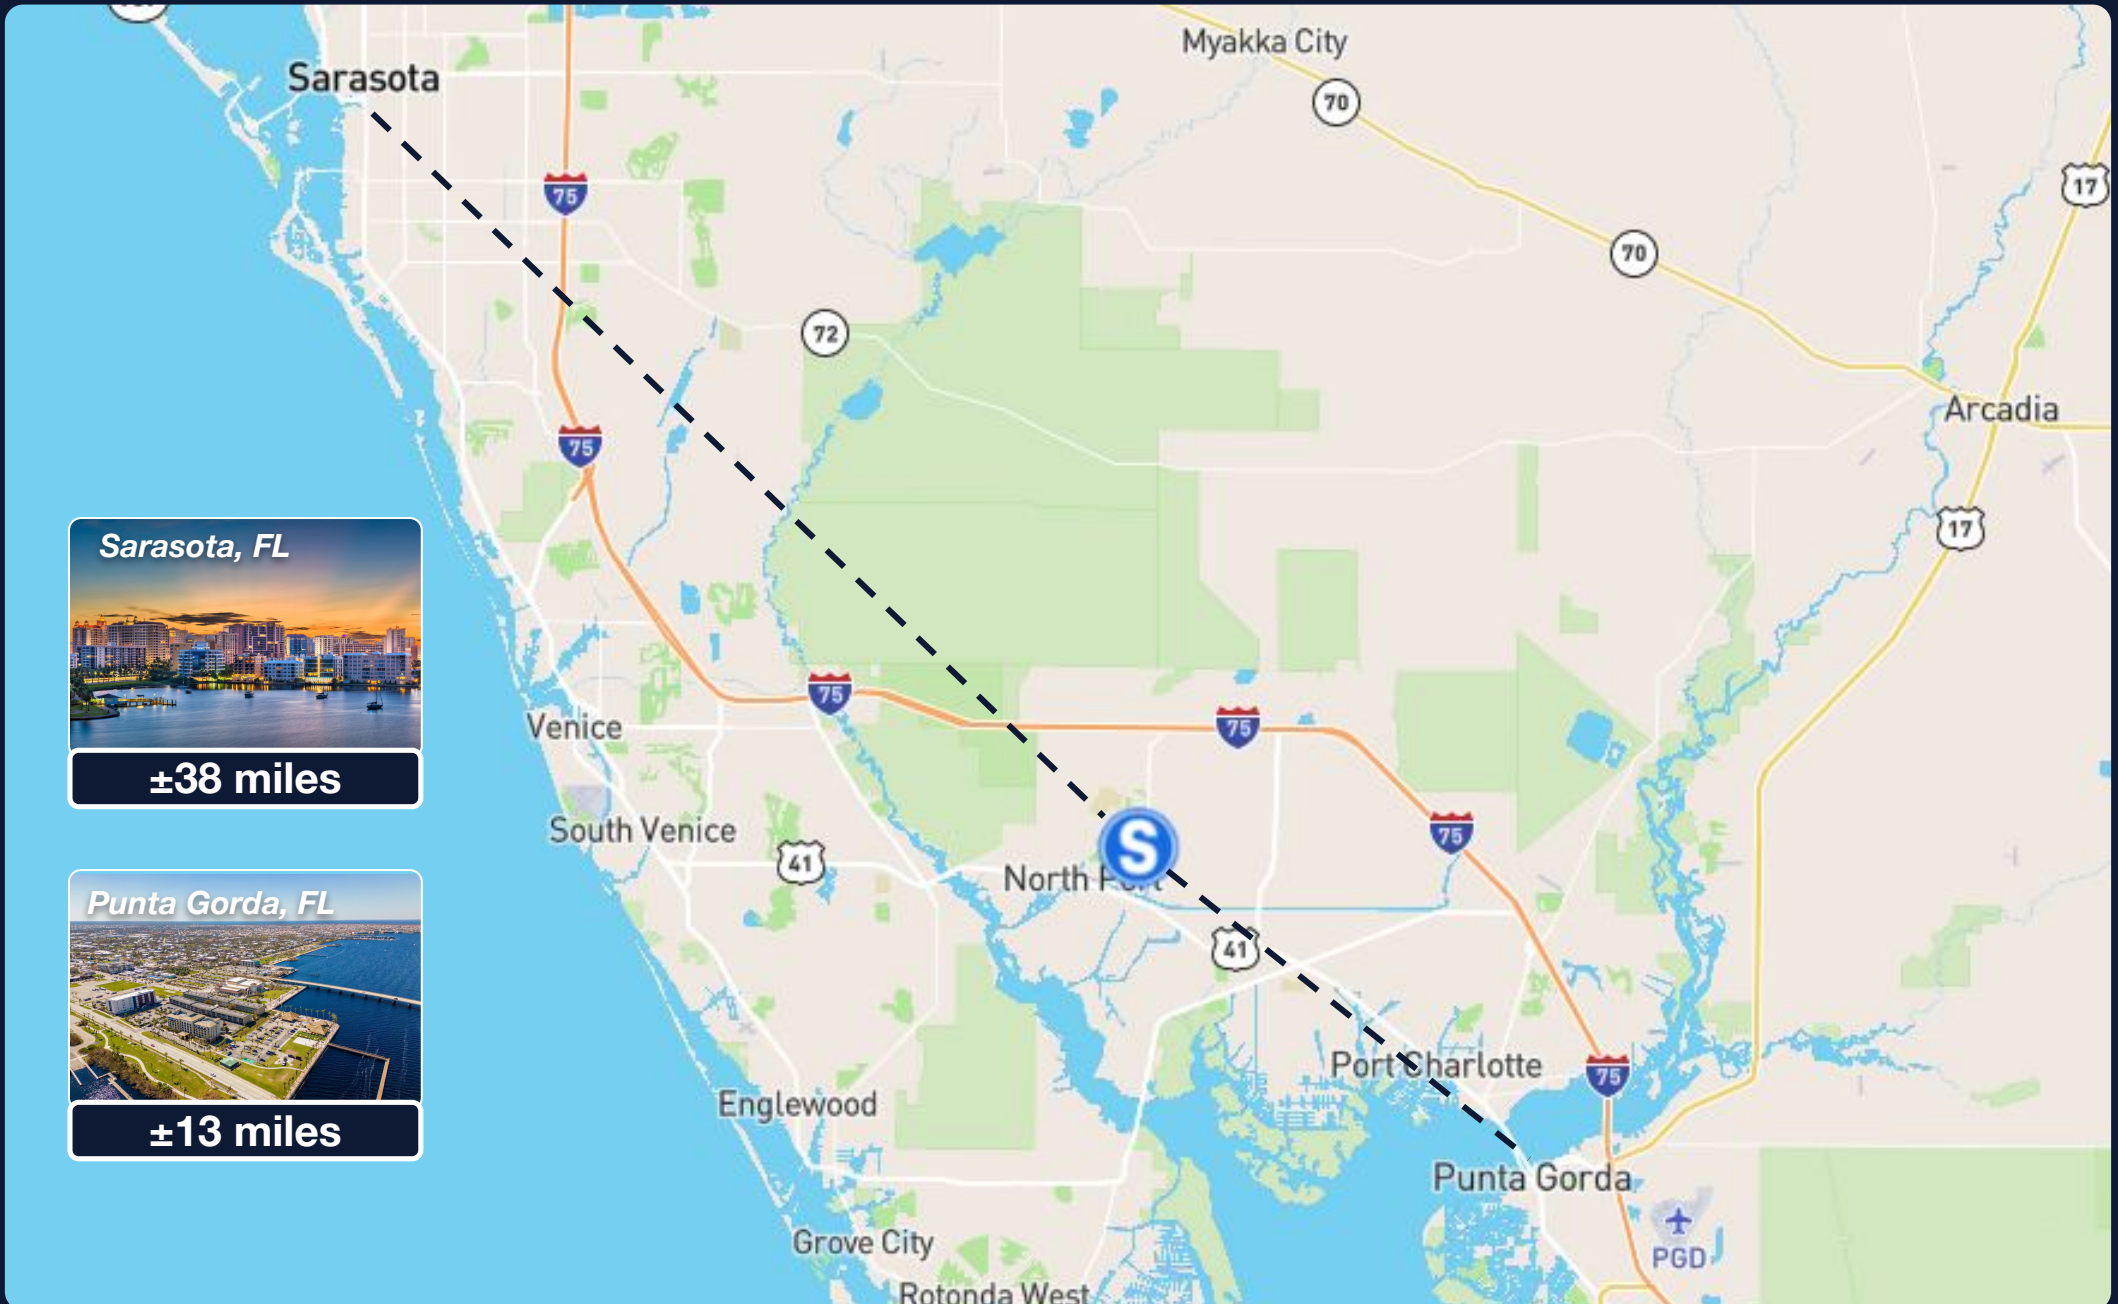 Myakka City
Sarasota
70
17
75
70
72
Arcadia
75
17
Sarasota, FL
75
75
Venice
±38 miles
South Venice
75
41
S
North Port
Punta Gorda, FL
41
Port Charlotte
75
Englewood
±13 miles
Punta Gorda
Grove City
PGD
Rotonda West